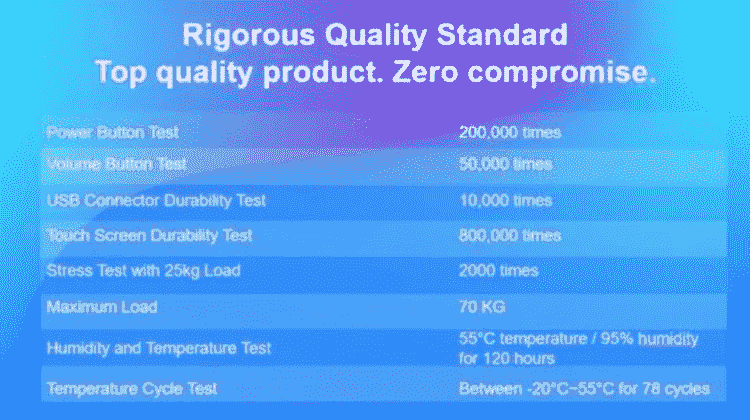 Rigorous Quality Standard
Top quality product. Zero compromise.
Power Button Test 200,000 times
Volume Button Test 50,000 times
USB Connector Durability Test 10,000 times
Touch Screen Durability Test 800,000 times
Stress Test with 25kg Load 2000 times
Maximum Load 70 KG
Humidity and Temperature Test 55°C temperature / 95% humidity
for 120 hours
Temperature Cycle Test Between -20°C~55°C for 78 cycles